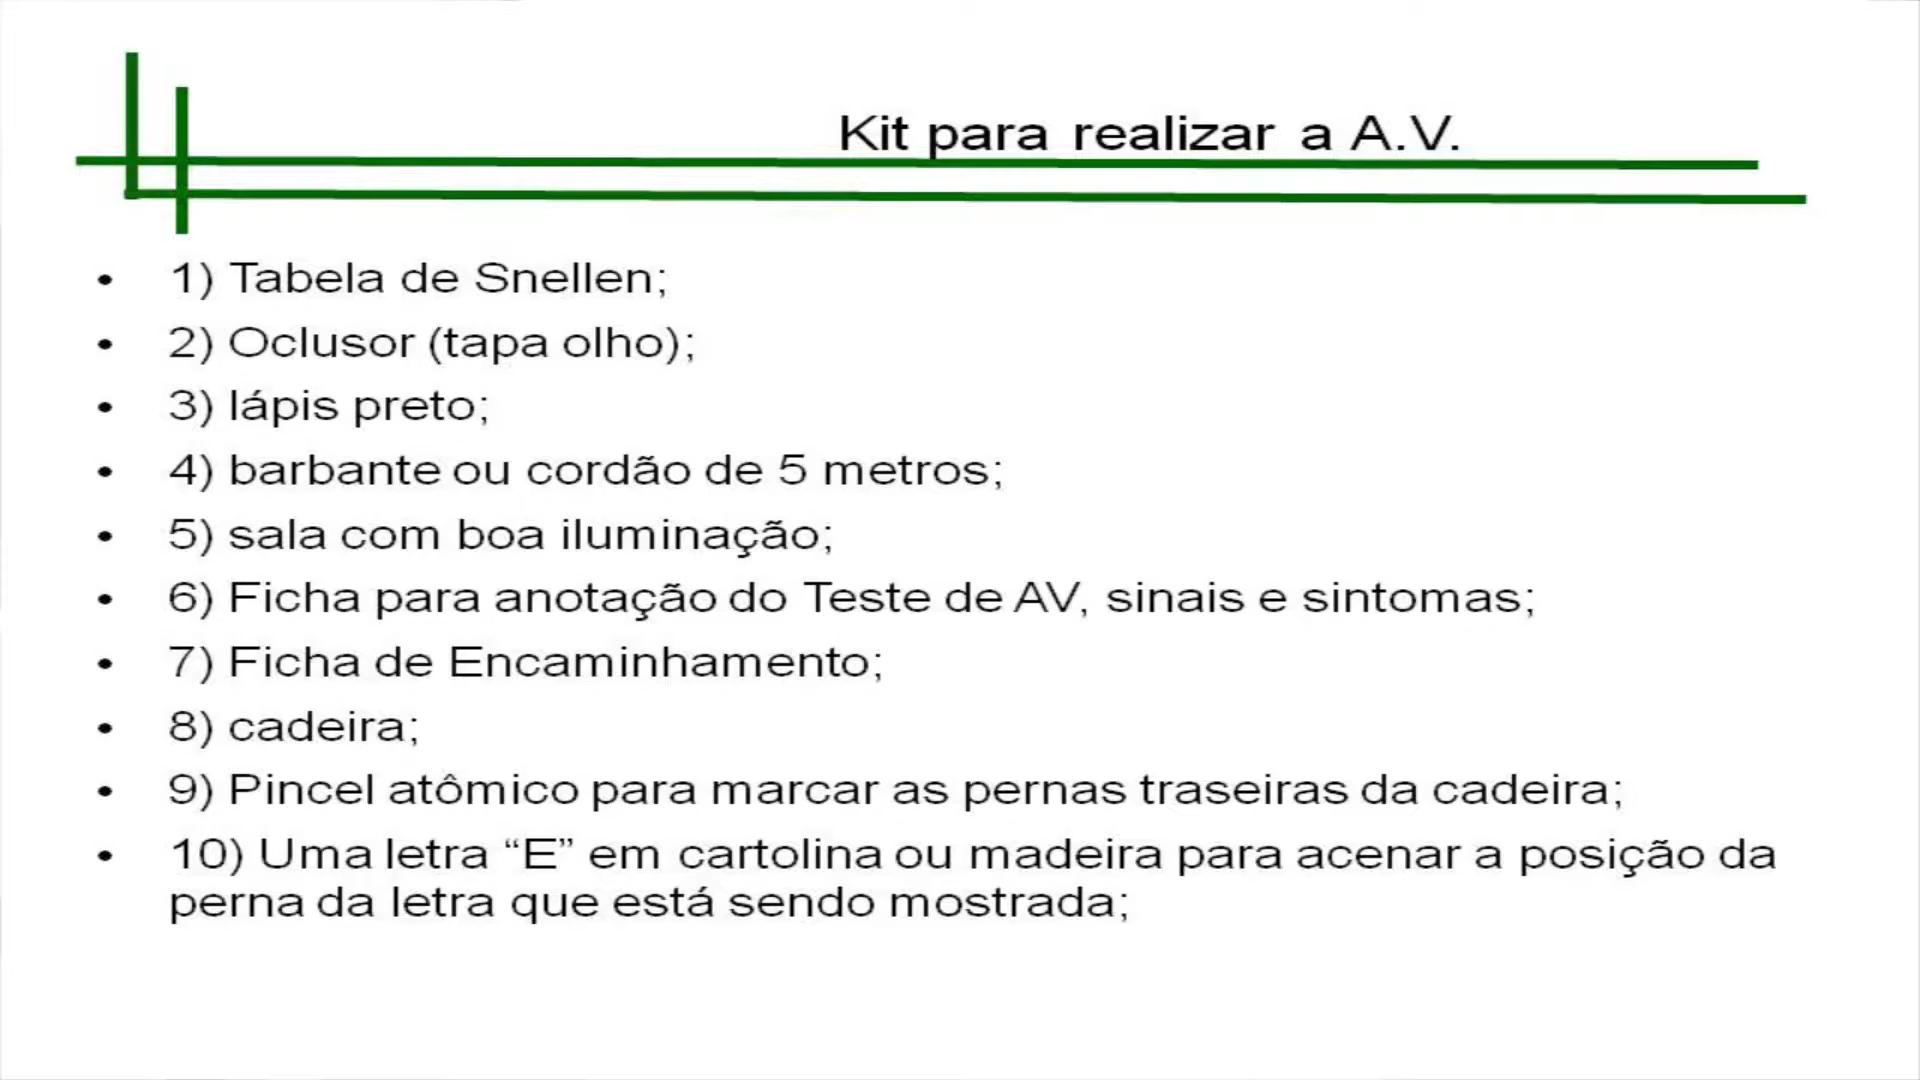 Kit para realizar a A.V.
• 1) Tabela de Snellen;
• 2) Oclusor (tapa olho);
• 3) lápis preto;
• 4) barbante ou cordão de 5 metros;
• 5) sala com boa iluminação;
• 6) Ficha para anotação do Teste de AV, sinais e sintomas;
• 7) Ficha de Encaminhamento;
• 8) cadeira;
• 9) Pincel atômico para marcar as pernas traseiras da cadeira;
• 10) Uma letra “E” em cartolina ou madeira para acenar a posição da
perna da letra que está sendo mostrada;